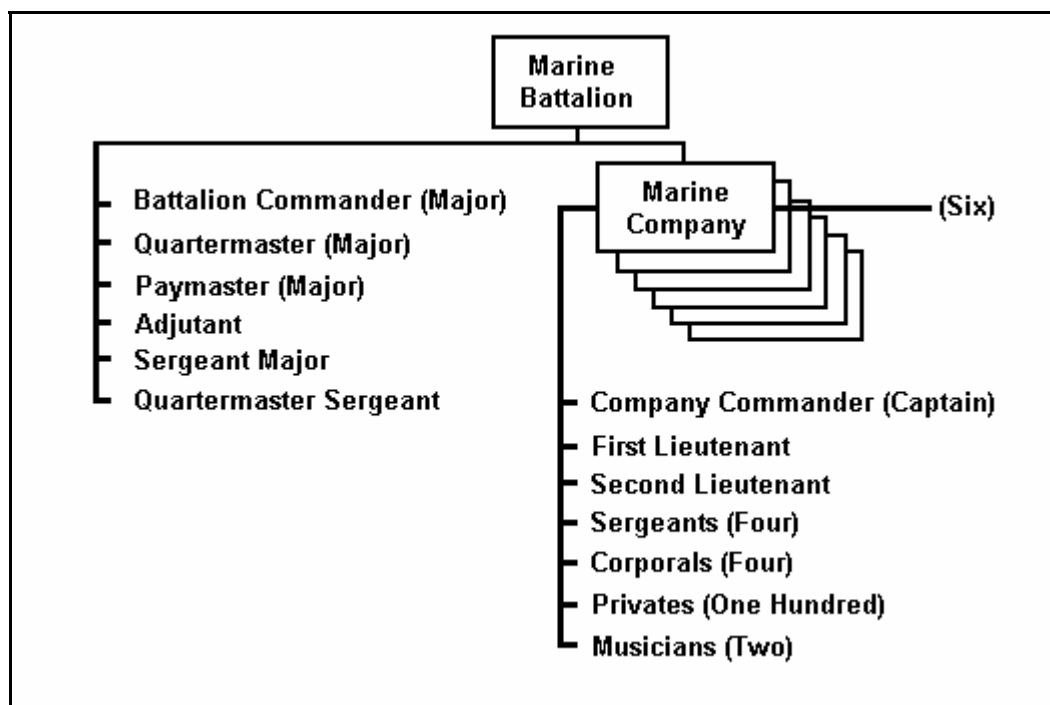 Marine
Battalion
Battalion Commander (Major)
Quartermaster (Major)
Paymaster (Major)
Adjutant
Sergeant Major
Quartermaster Sergeant
Marine
Company
(Six)
Company Commander (Captain)
First Lieutenant
Second Lieutenant
Sergeants (Four)
Corporals (Four)
Privates (One Hundred)
Musicians (Two)